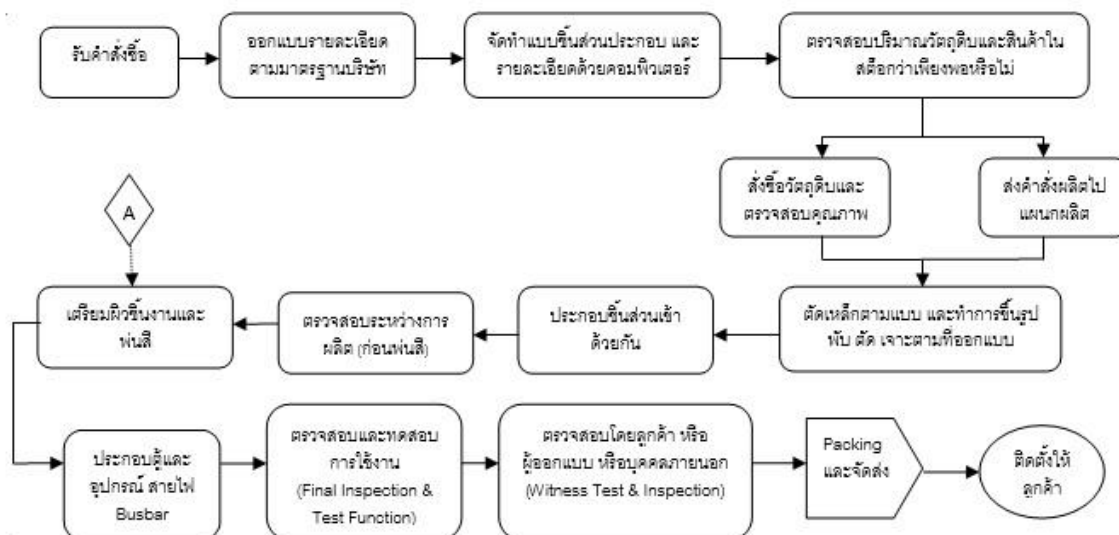 รับคำสั่งซื้อ
ออกแบบรายละเอียด
ตามมาตรฐานบริษัท
จัดทำแบบชิ้นส่วนประกอบ และ
รายละเอียดด้วยคอมพิวเตอร์
ตรวจสอบปริมาณวัตถุดิบและสินค้าใน
สต๊อกว่าเพียงพอหรือไม่
สั่งซื้อวัตถุดิบและ
ตรวจสอบคุณภาพ
ส่งคำสั่งผลิตไป
แผนกผลิต
A
เตรียมผิวชิ้นงานและ
พ่นสี
ตรวจสอบระหว่างการ
ผลิต (ก่อนพ่นสี)
ประกอบชิ้นส่วนเข้า
ด้วยกัน
ตัดเหล็กตามแบบ และทำการขึ้นรูป
พับ ตัด เจาะตามที่ออกแบบ
ประกอบตู้และ
อุปกรณ์ สายไฟ
Busbar
ตรวจสอบและทดสอบ
การใช้งาน
(Final Inspection &
Test Function)
ตรวจสอบโดยลูกค้า หรือ
ผู้ออกแบบ หรือบุคคลภายนอก
(Witness Test & Inspection)
Packing
และจัดส่ง
ติดตั้งให้
ลูกค้า